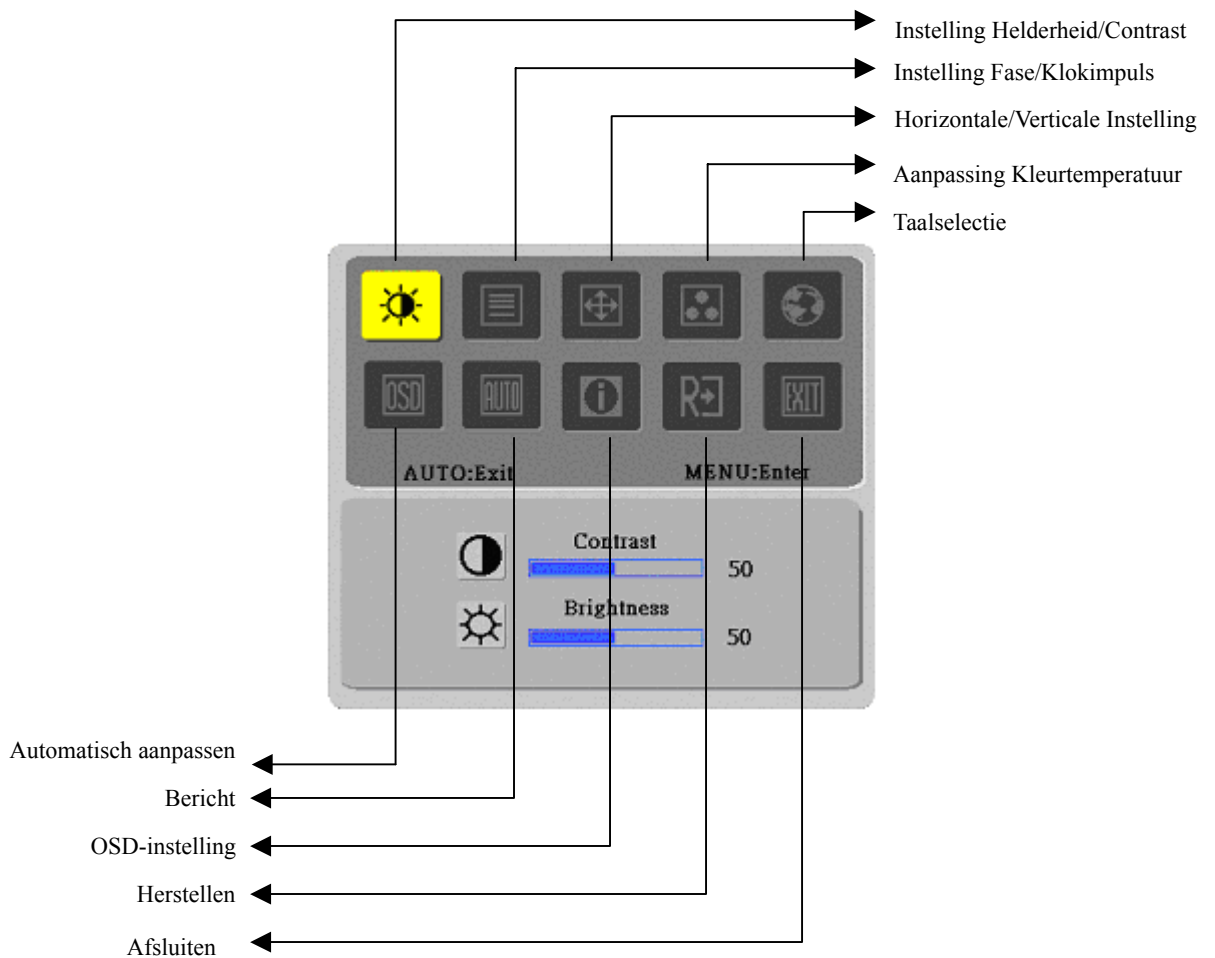 Instelling Helderheid/Contrast
Instelling Fase/Klokimpuls
Horizontale/Verticale Instelling
Aanpassing Kleurtemperatuur
Taalselectie
OSD
AUTO
i
R
EXIT
AUTO:Exit
MENU:Enter
Contrast
50
Brightness
50
Automatisch aanpassen
Bericht
OSD-instelling
Herstellen
Afsluiten